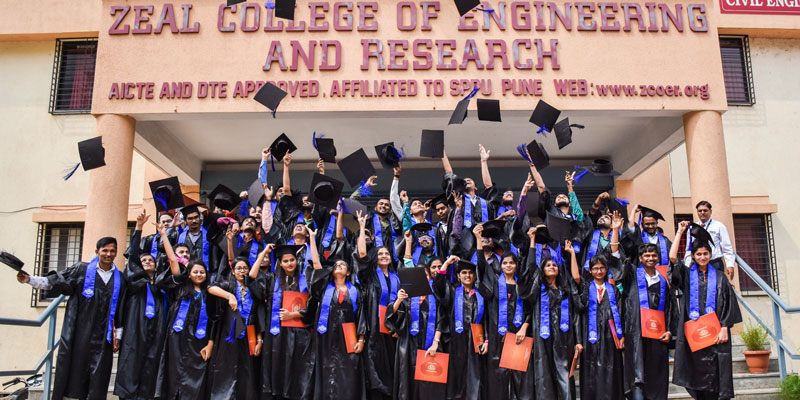 ZEAL COLLEGE OF ENGINEERING
AND RESEARCH
AICTE AND DTE APPROVED, AFFILIATED TO SPPU PUNE WEB:www.zcoer.org
CIVIL